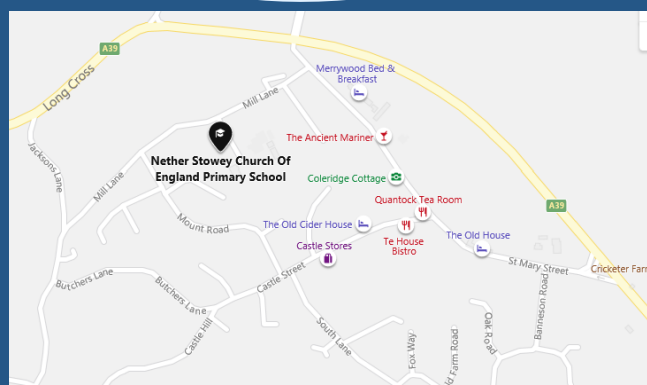 A39
Long Cross
Merrywood Bed &
Breakfast
Mill Lane
The Ancient Mariner
Jacksons Lane
Nether Stowey Church Of
England Primary School
Coleridge Cottage
Mill Lane
Quantock Tea Room
A39
Mount Road
The Old Cider House
Te House
Bistro
The Old House
Castle Stores
St Mary Street
Cricketer Farm
Butchers Lane
Castle Street
Butchers Lane
Castle Hill
South Lane
Banneson Road
Oak Road
Fox Way
ld Farm Road